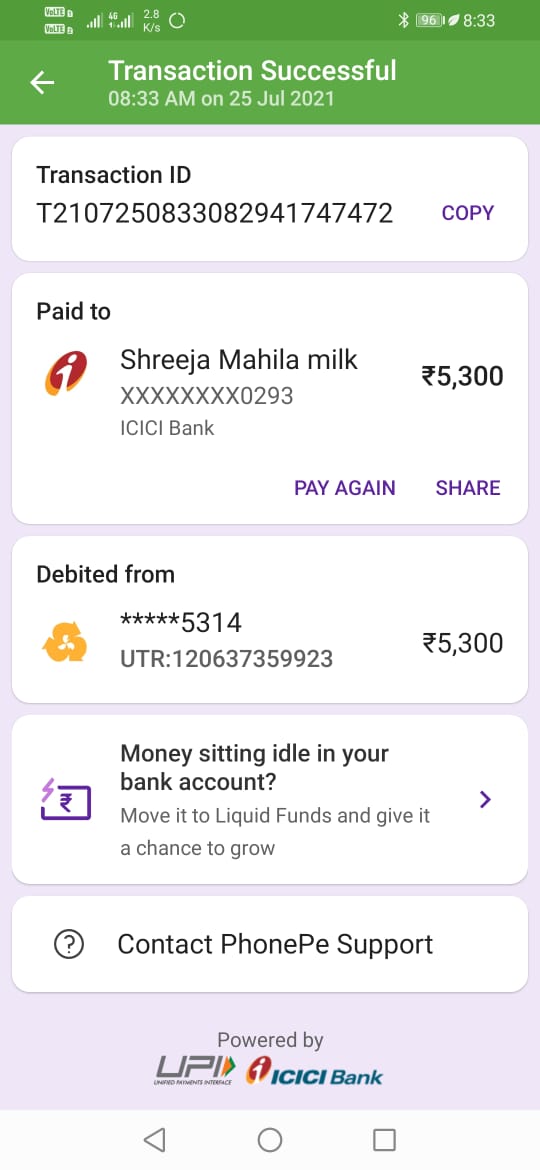 VoLTE 1
VoLTE 2
4G
2.8
K/s
96
8:33
Transaction Successful
08:33 AM on 25 Jul 2021
Transaction ID
T2107250833082941747472
COPY
Paid to
Shreeja Mahila milk
₹5,300
XXXXXXXX0293
ICICI Bank
PAY AGAIN
SHARE
Debited from
*****5314
₹5,300
UTR:120637359923
Money sitting idle in your
bank account?
Move it to Liquid Funds and give it
a chance to grow
Contact PhonePe Support
Powered by
UPI
UNIFIED PAYMENTS INTERFACE
ICICI Bank